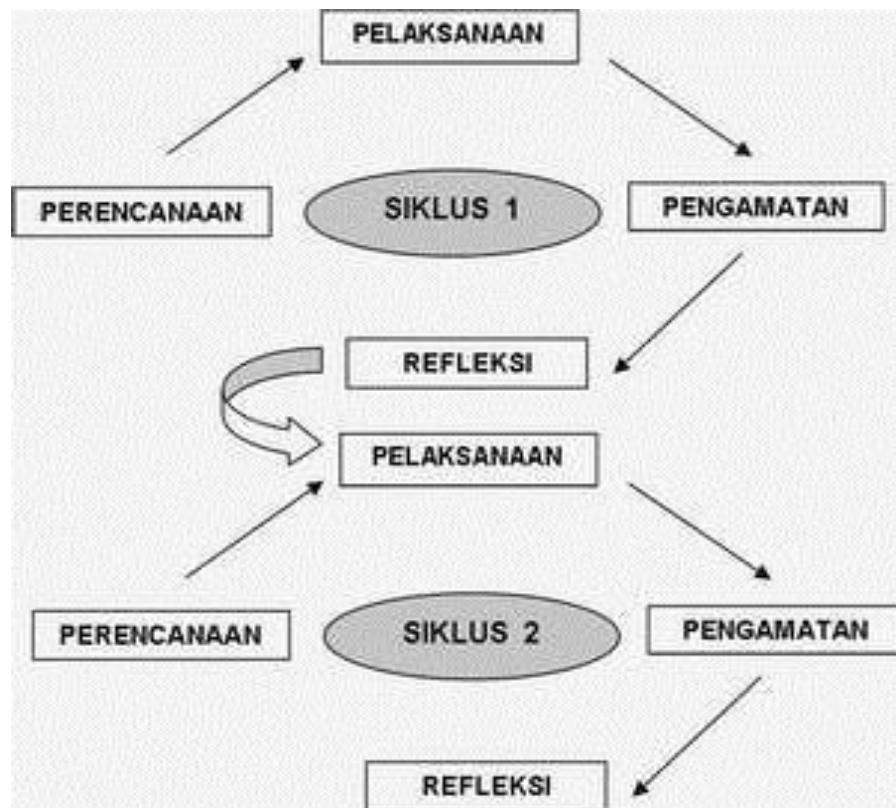 PELAKSANAAN
PERENCANAAN
SIKLUS 1
PENGAMATAN
REFLEKSI
PELAKSANAAN
PERENCANAAN
SIKLUS 2
PENGAMATAN
REFLEKSI